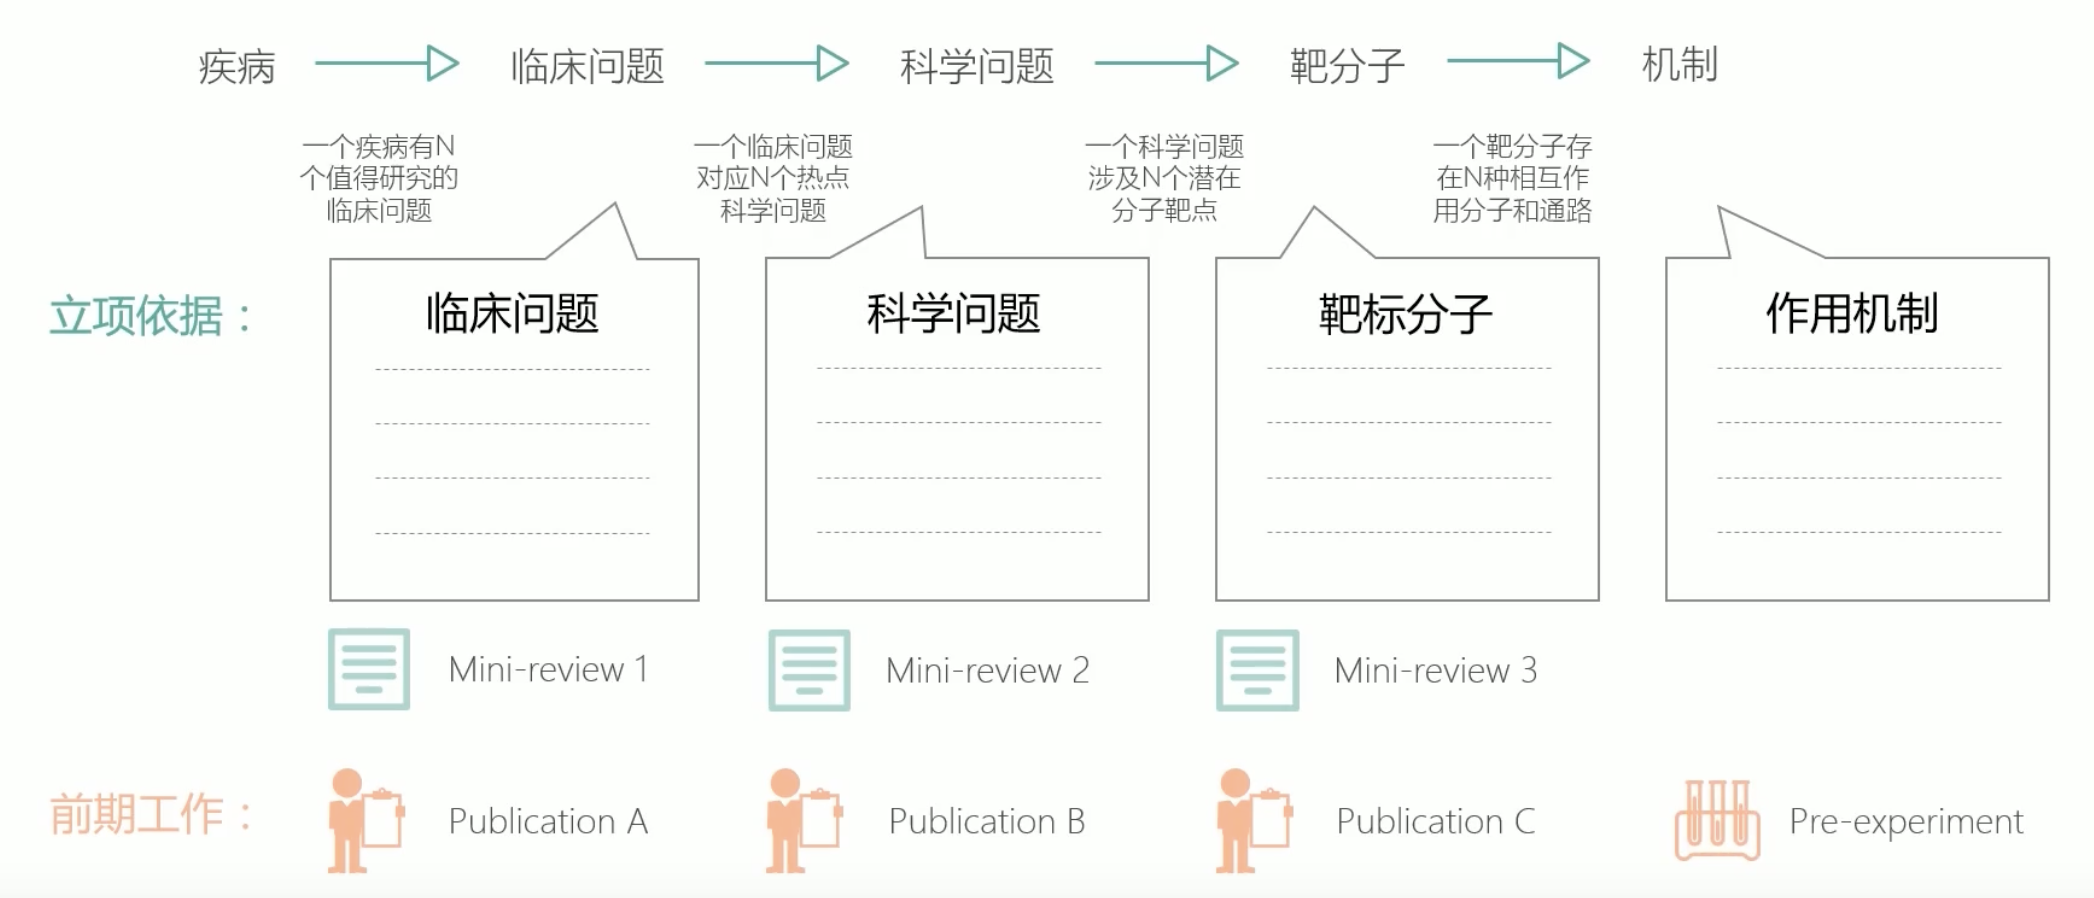 疾病
临床问题
科学问题
靶分子
机制
一个疾病有N
个值得研究的
临床问题
一个临床问题
对应N个热点
科学问题
一个科学问题
涉及N个潜在
分子靶点
一个靶分子存
在N种相互作
用分子和通路
立项依据：
临床问题
科学问题
靶标分子
作用机制
Mini-review 1
Mini-review 2
Mini-review 3
前期工作：
Publication A
Publication B
Publication C
Pre-experiment